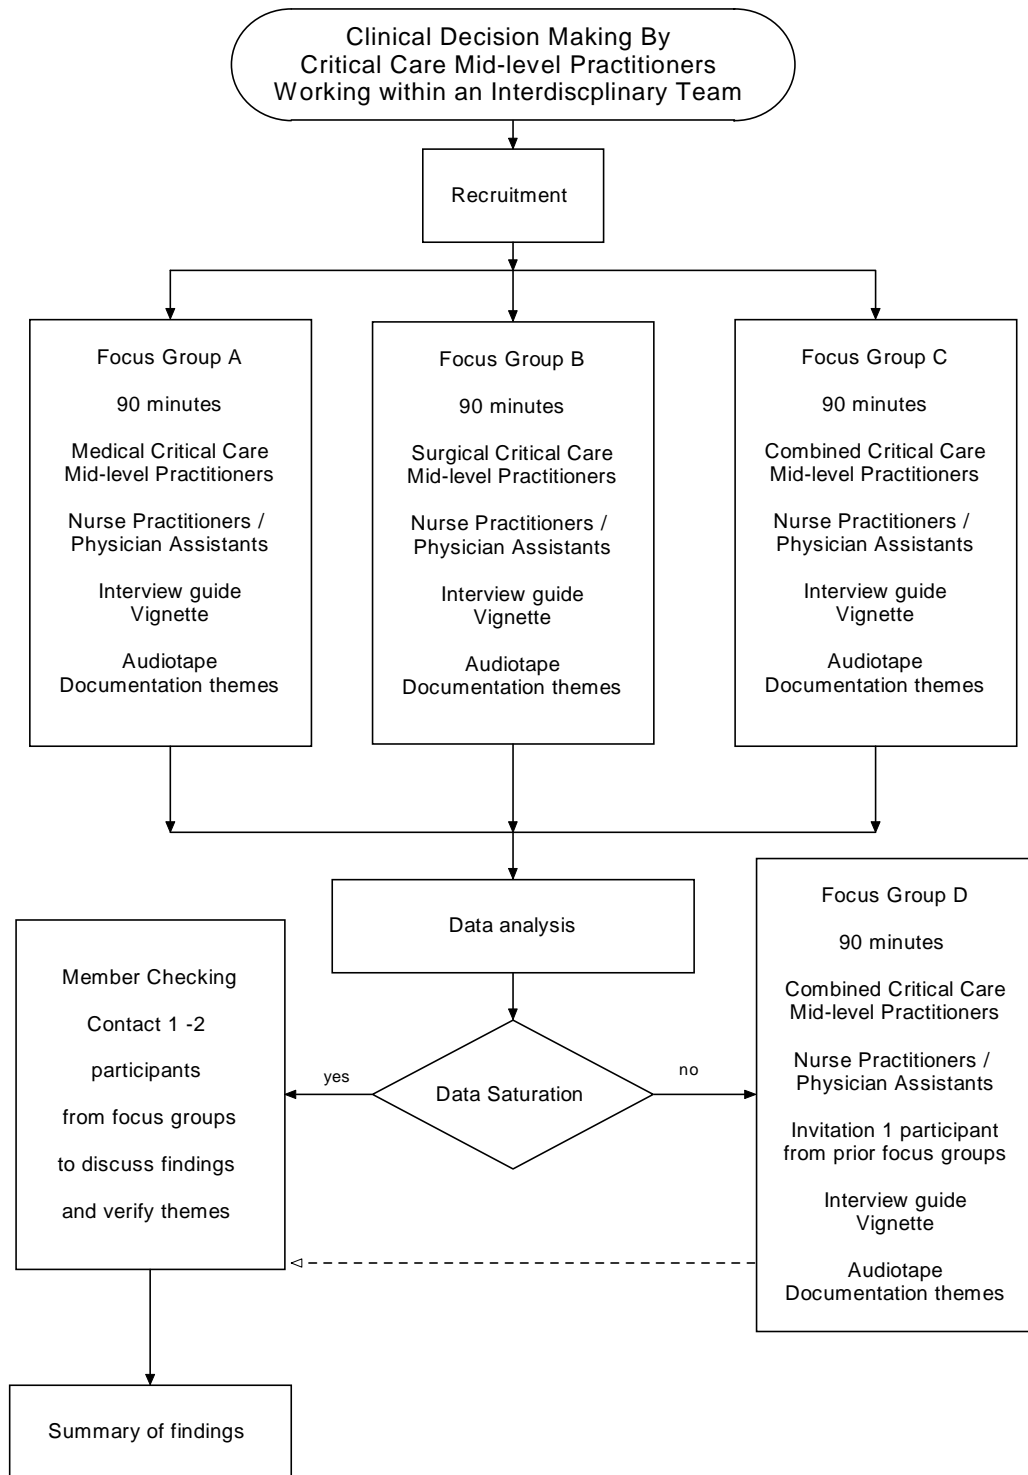 Clinical Decision Making By
Critical Care Mid-level Practitioners
Working within an Interdiscplinary Team
Recruitment
Focus Group A
90 minutes
Medical Critical Care
Mid-level Practitioners
Nurse Practitioners /
Physician Assistants
Interview guide
Vignette
Audiotape
Documentation themes
Focus Group B
90 minutes
Surgical Critical Care
Mid-level Practitioners
Nurse Practitioners /
Physician Assistants
Interview guide
Vignette
Audiotape
Documentation themes
Focus Group C
90 minutes
Combined Critical Care
Mid-level Practitioners
Nurse Practitioners /
Physician Assistants
Interview guide
Vignette
Audiotape
Documentation themes
Data analysis
Data Saturation
yes
no
Member Checking
Contact 1 -2
participants
from focus groups
to discuss findings
and verify themes
Focus Group D
90 minutes
Combined Critical Care
Mid-level Practitioners
Nurse Practitioners /
Physician Assistants
Invitation 1 participant
from prior focus groups
Interview guide
Vignette
Audiotape
Documentation themes
Summary of findings